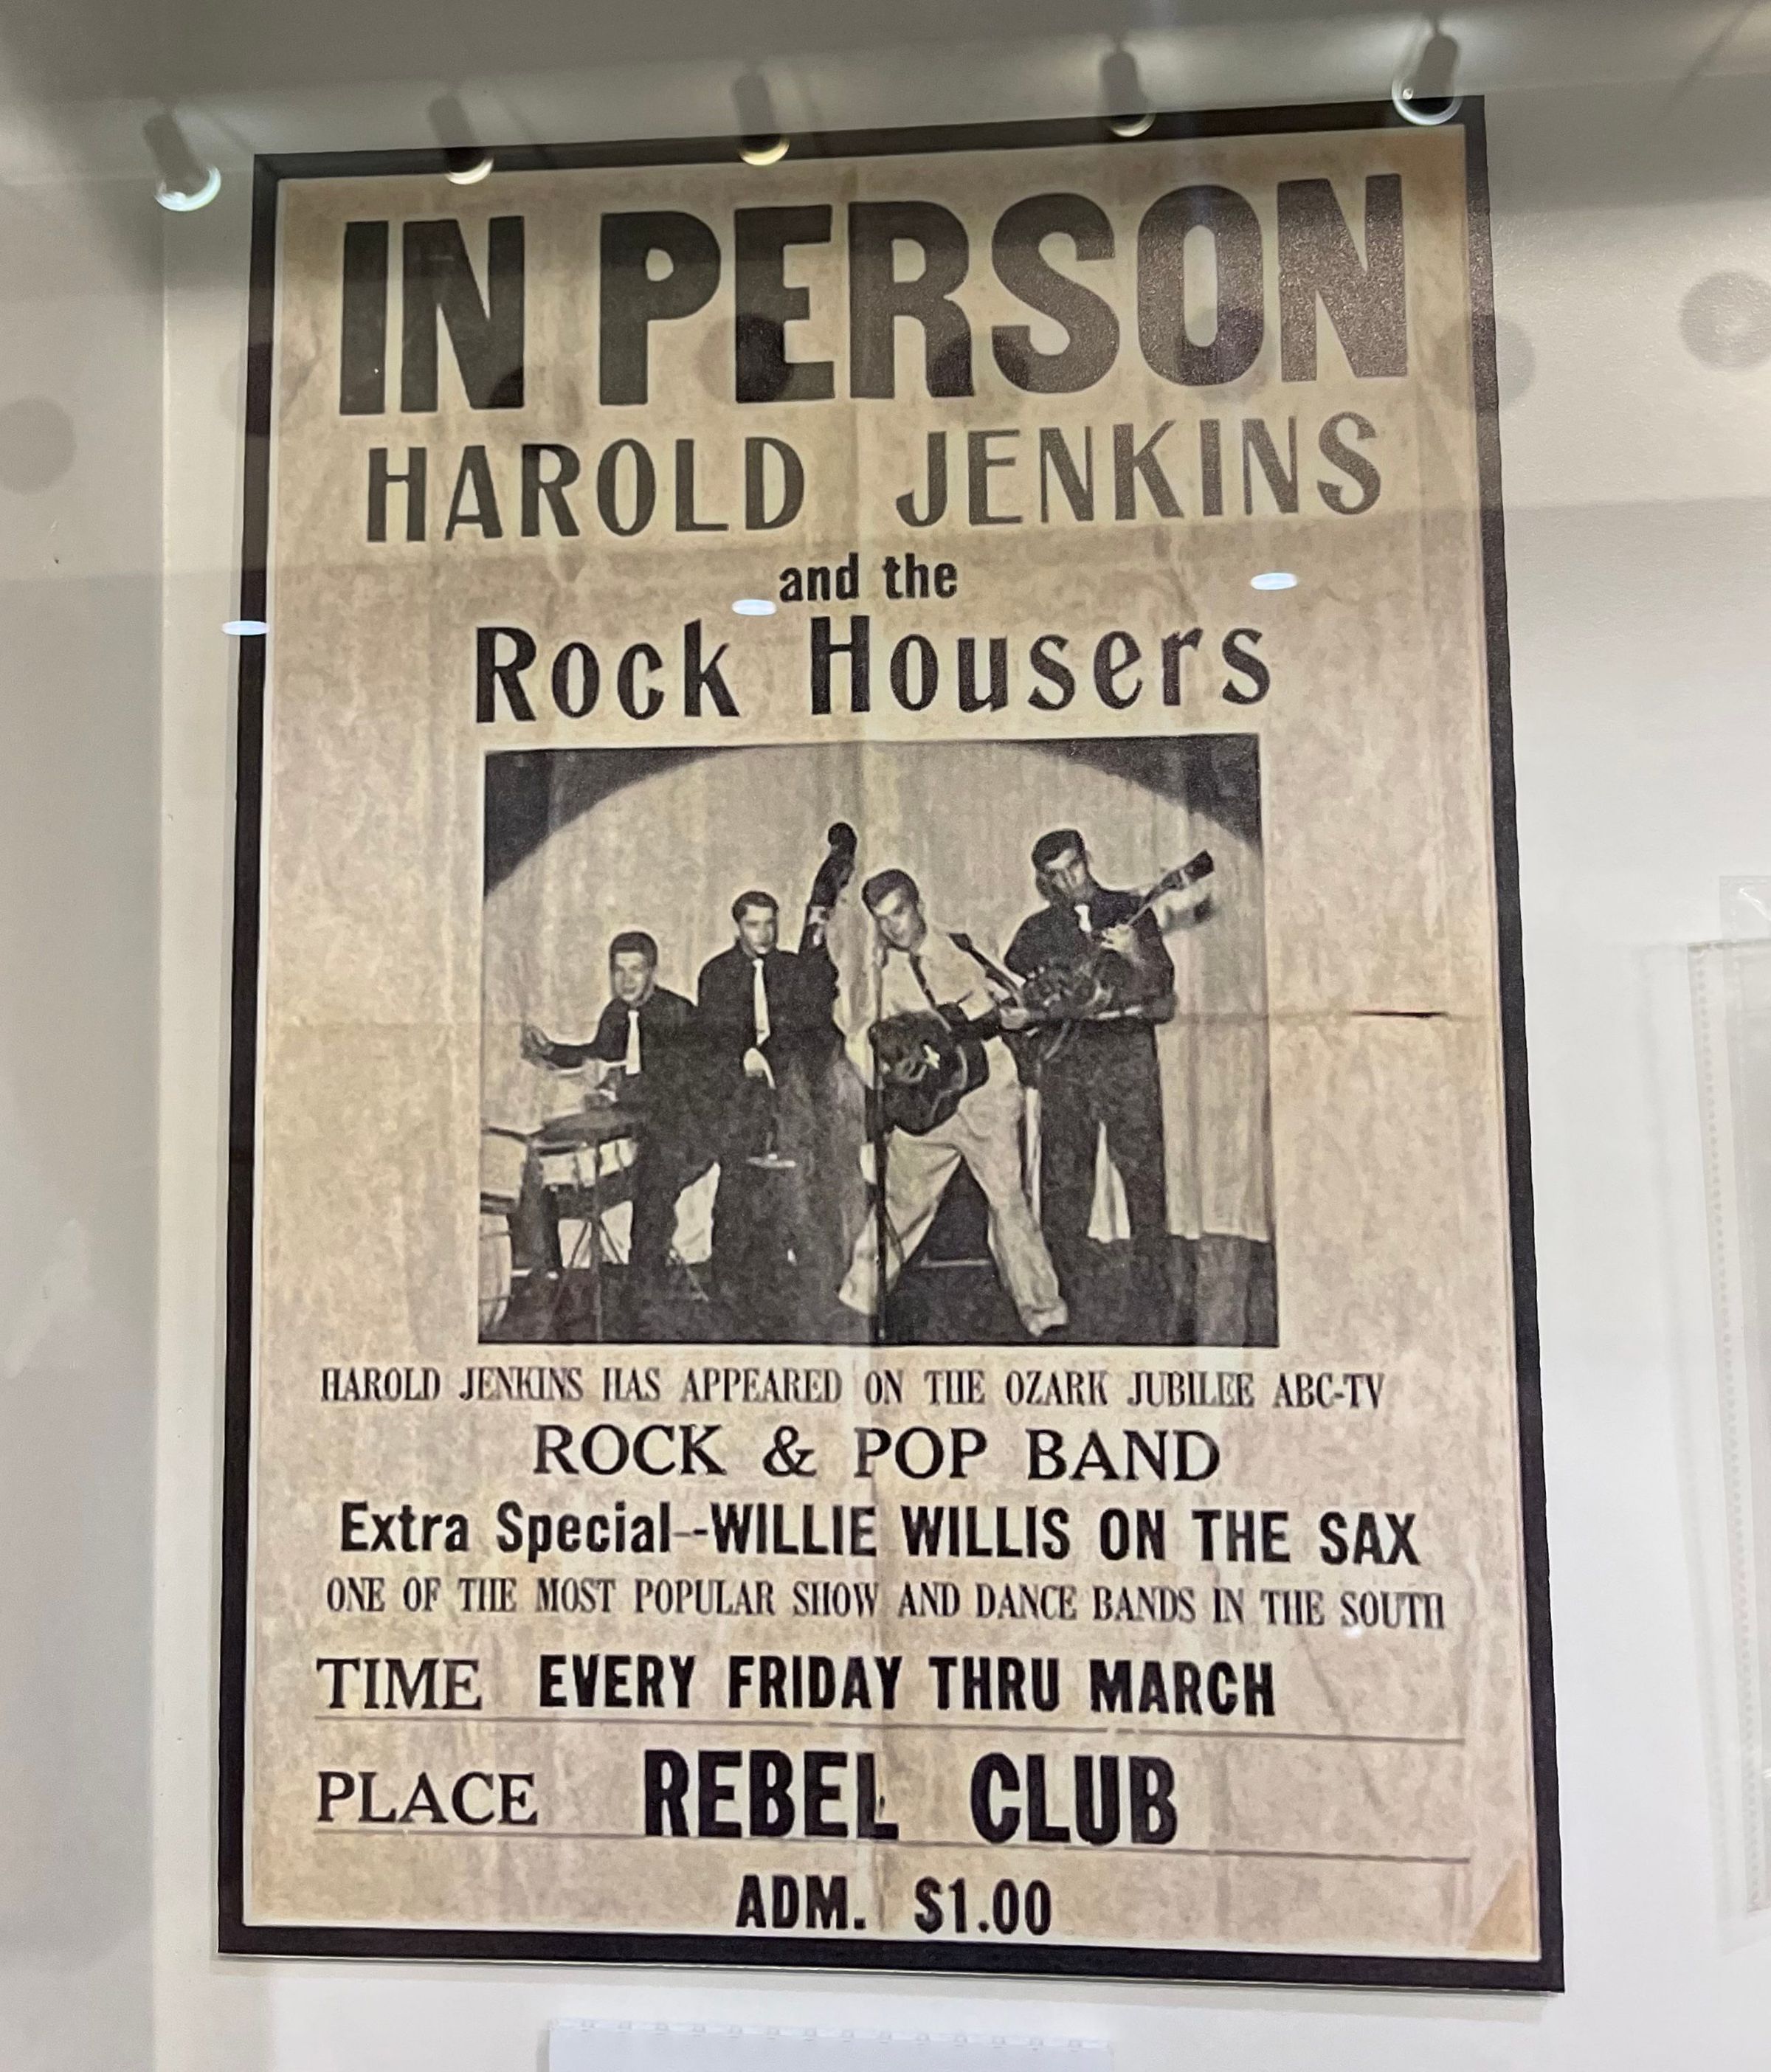 IN PERSON
HAROLD JENKINS
and the
Rock Housers
HAROLD JENKINS HAS APPEARED ON THE OZARK JUBILEE ABC-TV
ROCK & POP BAND
Extra Special--WILLIE WILLIS ON THE SAX
ONE OF THE MOST POPULAR SHOW AND DANCE BANDS IN THE SOUTH
TIME EVERY FRIDAY THRU MARCH
PLACE REBEL CLUB
ADM. $1.00